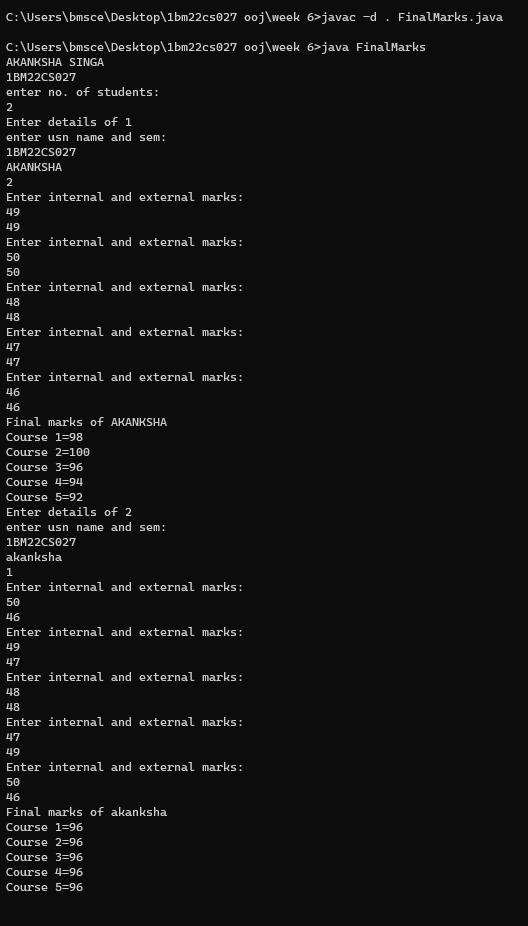 C:\Users\bmsce\Desktop\1bm22cs027 ooj\week 6>javac -d . FinalMarks.java
C:\Users\bmsce\Desktop\1bm22cs027 ooj\week 6>java FinalMarks
AKANKSHA SINGA
1BM22CS027
enter no. of students:
2
Enter details of 1
enter usn name and sem:
1BM22CS027
AKANKSHA
2
Enter internal and external marks:
49
49
Enter internal and external marks:
50
50
Enter internal and external marks:
48
48
Enter internal and external marks:
47
47
Enter internal and external marks:
46
46
Final marks of AKANKSHA
Course 1=98
Course 2=100
Course 3=96
Course 4=94
Course 5=92
Enter details of 2
enter usn name and sem:
1BM22CS027
akanksha
1
Enter internal and external marks:
50
46
Enter internal and external marks:
49
47
Enter internal and external marks:
48
48
Enter internal and external marks:
47
49
Enter internal and external marks:
50
46
Final marks of akanksha
Course 1=96
Course 2=96
Course 3=96
Course 4=96
Course 5=96